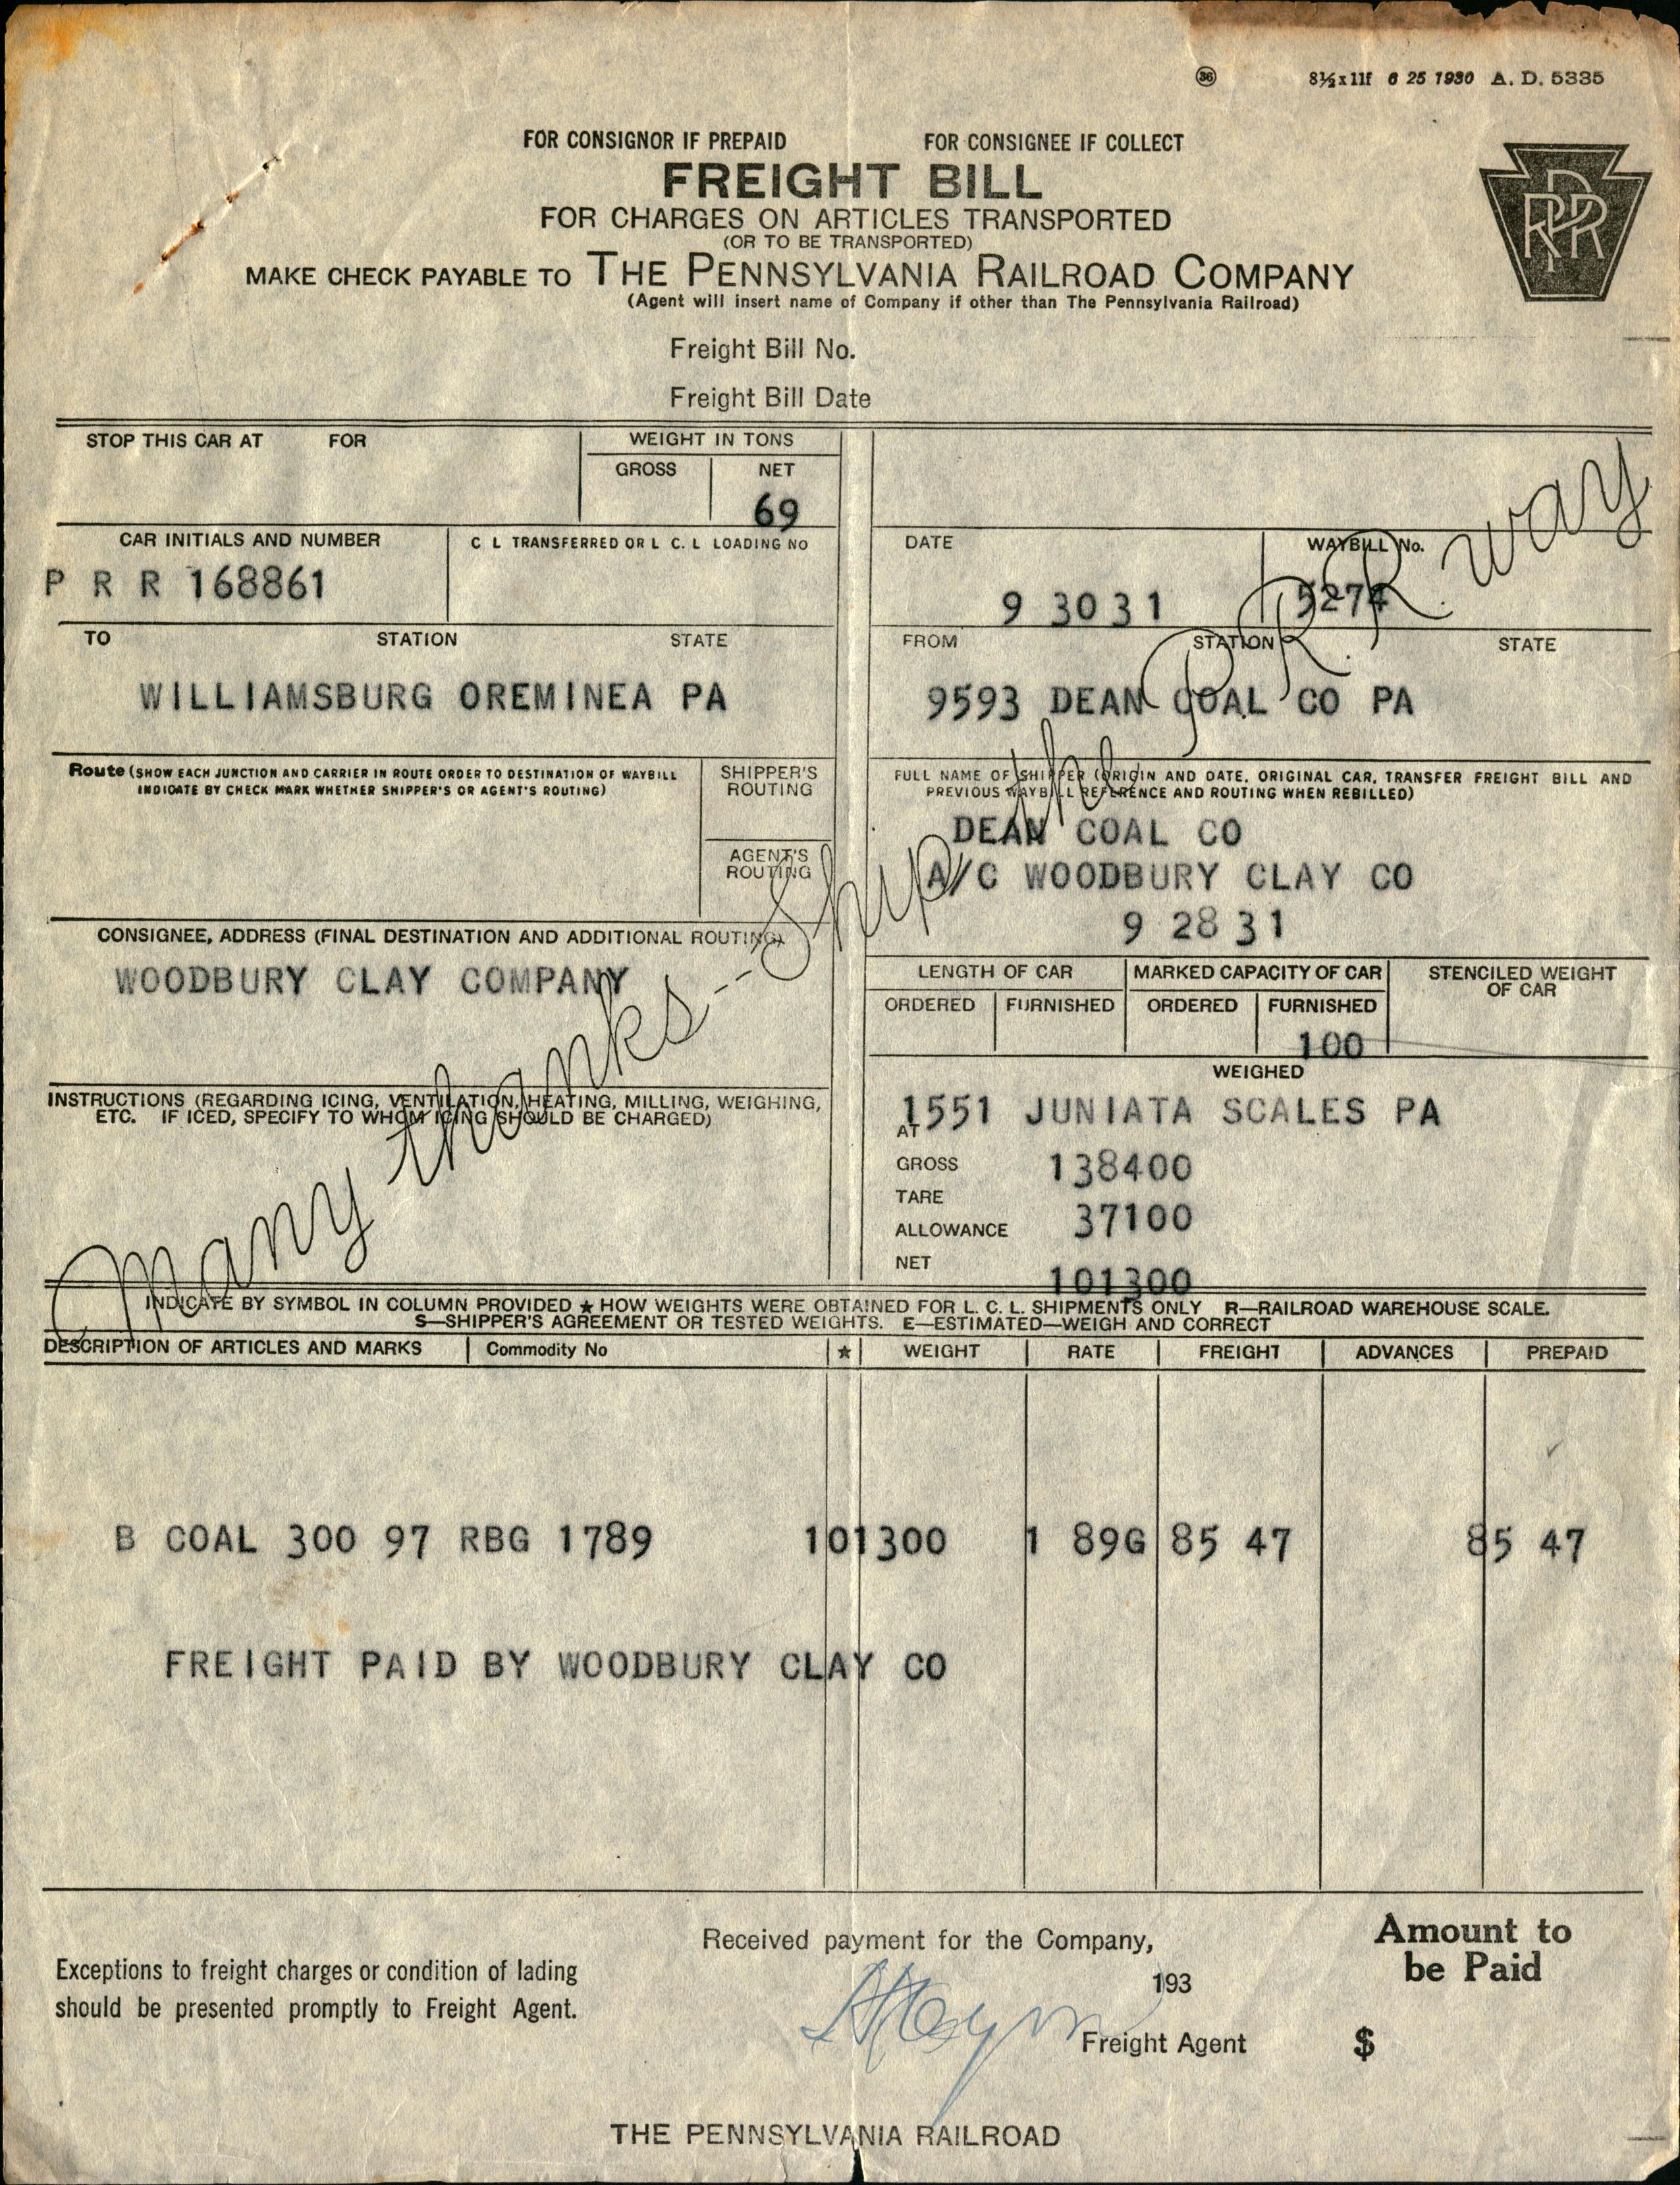 36 8½x11f 6 25 1930 A. D. 5335
FOR CONSIGNOR IF PREPAID FOR CONSIGNEE IF COLLECT
FREIGHT BILL
FOR CHARGES ON ARTICLES TRANSPORTED
(OR TO BE TRANSPORTED)
MAKE CHECK PAYABLE TO THE PENNSYLVANIA RAILROAD COMPANY
(Agent will insert name of Company if other than The Pennsylvania Railroad)
PRR
Freight Bill No.
Freight Bill Date
STOP THIS CAR AT FOR
WEIGHT IN TONS
GROSS NET
69
CAR INITIALS AND NUMBER
P R R 168861
C L TRANSFERRED OR L C. L LOADING NO
DATE
9 30 31
WAYBILL No.
5274
TO STATION STATE
WILLIAMSBURG OREMINEA PA
FROM STATION STATE
9593 DEAN COAL CO PA
Route (SHOW EACH JUNCTION AND CARRIER IN ROUTE ORDER TO DESTINATION OF WAYBILL
INDICATE BY CHECK MARK WHETHER SHIPPER'S OR AGENT'S ROUTING)
SHIPPER'S
ROUTING
AGENT'S
ROUTING
FULL NAME OF SHIPPER (ORIGIN AND DATE, ORIGINAL CAR, TRANSFER FREIGHT BILL AND
PREVIOUS WAYBILL REFERENCE AND ROUTING WHEN REBILLED)
DEAN COAL CO
A/C WOODBURY CLAY CO
9 28 31
CONSIGNEE, ADDRESS (FINAL DESTINATION AND ADDITIONAL ROUTING)
WOODBURY CLAY COMPANY
LENGTH OF CAR MARKED CAPACITY OF CAR STENCILED WEIGHT
OF CAR
ORDERED FURNISHED ORDERED FURNISHED
100
INSTRUCTIONS (REGARDING ICING, VENTILATION, HEATING, MILLING, WEIGHING,
ETC. IF ICED, SPECIFY TO WHOM ICING SHOULD BE CHARGED)
Many thanks -- Ship the P.R.R. way
WEIGHED
AT 1551 JUNIATA SCALES PA
GROSS 138400
TARE
37100
ALLOWANCE
NET
101300
INDICATE BY SYMBOL IN COLUMN PROVIDED ★ HOW WEIGHTS WERE OBTAINED FOR L. C. L. SHIPMENTS ONLY R—RAILROAD WAREHOUSE SCALE.
S—SHIPPER'S AGREEMENT OR TESTED WEIGHTS. E—ESTIMATED—WEIGH AND CORRECT
DESCRIPTION OF ARTICLES AND MARKS Commodity No ★ WEIGHT RATE FREIGHT ADVANCES PREPAID
B COAL 300 97 RBG 1789 101300 1 89G 85 47 85 47
FREIGHT PAID BY WOODBURY CLAY CO
Exceptions to freight charges or condition of lading
should be presented promptly to Freight Agent.
Received payment for the Company,
193
Freight Agent
Amount to
be Paid
$
THE PENNSYLVANIA RAILROAD